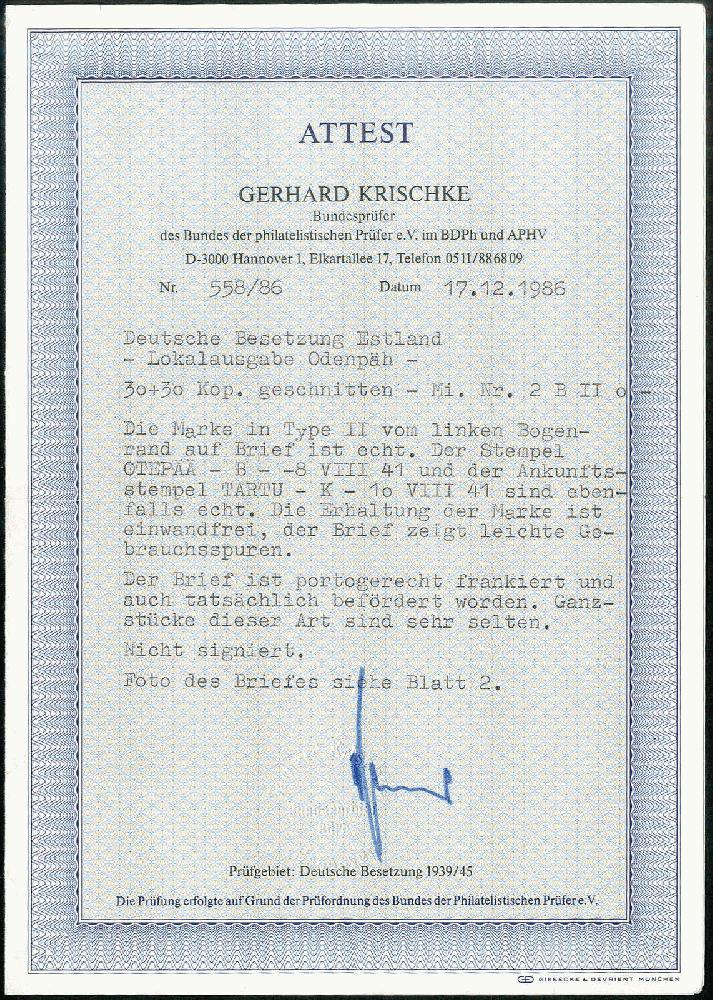 ATTEST
GERHARD KRISCHKE
Bundesprüfer
des Bundes der philatelistischen Prüfer e.V. im BDPh und APHV
D-3000 Hannover 1, Elkartallee 17, Telefon 0511/886809
Nr. 558/86 Datum 17.12.1986
Deutsche Besetzung Estland
- Lokalausgabe Odenpäh -
3o+3o Kop. geschnitten - Mi. Nr. 2 B II o -
Die Marke in Type II vom linken Bogen-
rand auf Brief ist echt. Der Stempel
OTEPÄÄ - B - -8 VIII 41 und der Ankunfts-
stempel TARTU - K - 1o VIII 41 sind eben-
falls echt. Die Erhaltung der Marke ist
einwandfrei, der Brief zeigt leichte Ge-
brauchsspuren.
Der Brief ist portogerecht frankiert und
auch tatsächlich befördert worden. Ganz-
stücke dieser Art sind sehr selten.
Nicht signiert.
Foto des Briefes siehe Blatt 2.
Prüfgebiet: Deutsche Besetzung 1939/45
Die Prüfung erfolgte auf Grund der Prüfordnung des Bundes der Philatelistischen Prüfer e.V.
GIESECKE & DEVRIENT MÜNCHEN